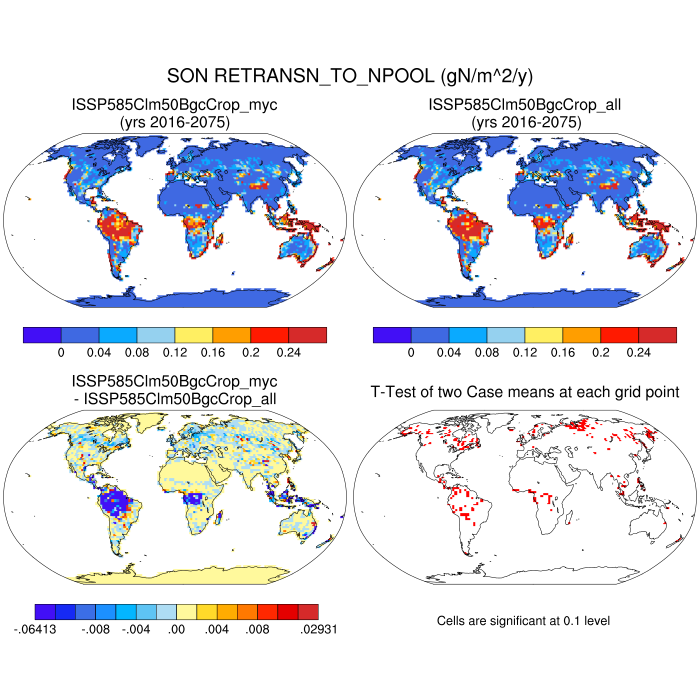 SON RETRANSN_TO_NPOOL (gN/m^2/y)
ISSP585Clm50BgcCrop_myc
(yrs 2016-2075)
ISSP585Clm50BgcCrop_all
(yrs 2016-2075)
0 0.04 0.08 0.12 0.16 0.2 0.24
0 0.04 0.08 0.12 0.16 0.2 0.24
ISSP585Clm50BgcCrop_myc
- ISSP585Clm50BgcCrop_all
T-Test of two Case means at each grid point
-.06413 -.008 -.004 .00 .004 .008 .02931
Cells are significant at 0.1 level